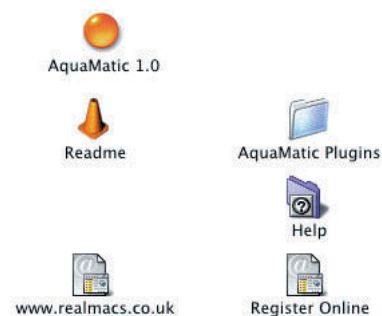 AquaMatic 1.0
Readme
AquaMatic Plugins
Help
www.realmacs.co.uk
Register Online